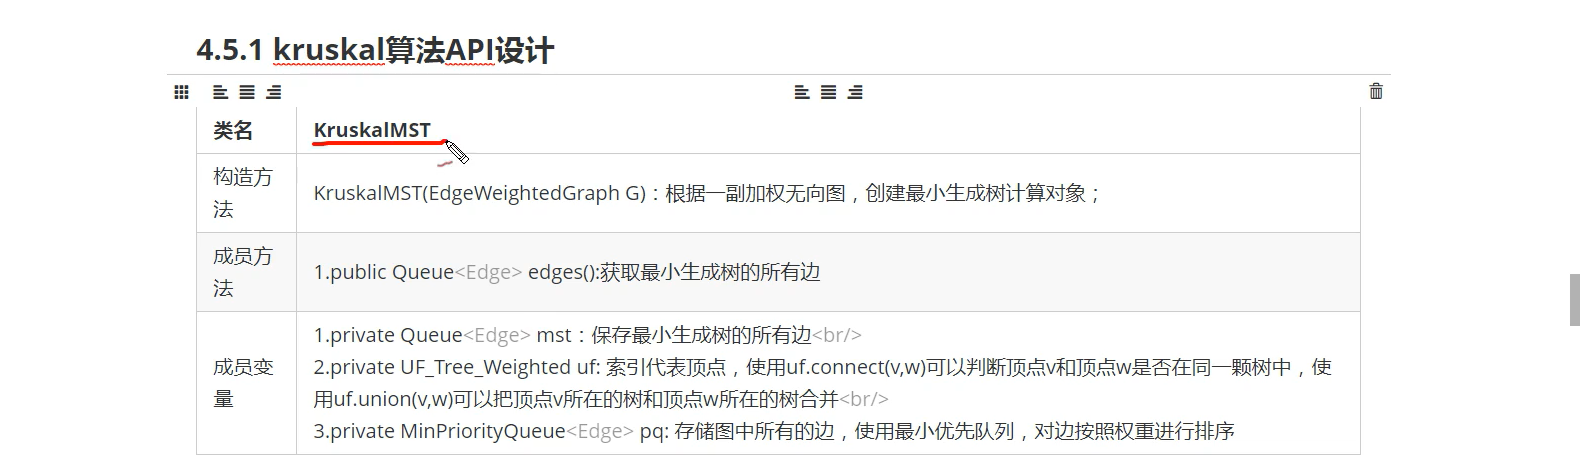 4.5.1 kruskal算法API设计
类名
KruskalMST
构造方
法
KruskalMST(EdgeWeightedGraph G)：根据一副加权无向图，创建最小生成树计算对象；
成员方
法
1.public Queue<Edge> edges():获取最小生成树的所有边
成员变
量
1.private Queue<Edge> mst：保存最小生成树的所有边<br/>
2.private UF_Tree_Weighted uf: 索引代表顶点，使用uf.connect(v,w)可以判断顶点v和顶点w是否在同一颗树中，使
用uf.union(v,w)可以把顶点v所在的树和顶点w所在的树合并<br/>
3.private MinPriorityQueue<Edge> pq: 存储图中所有的边，使用最小优先队列，对边按照权重进行排序